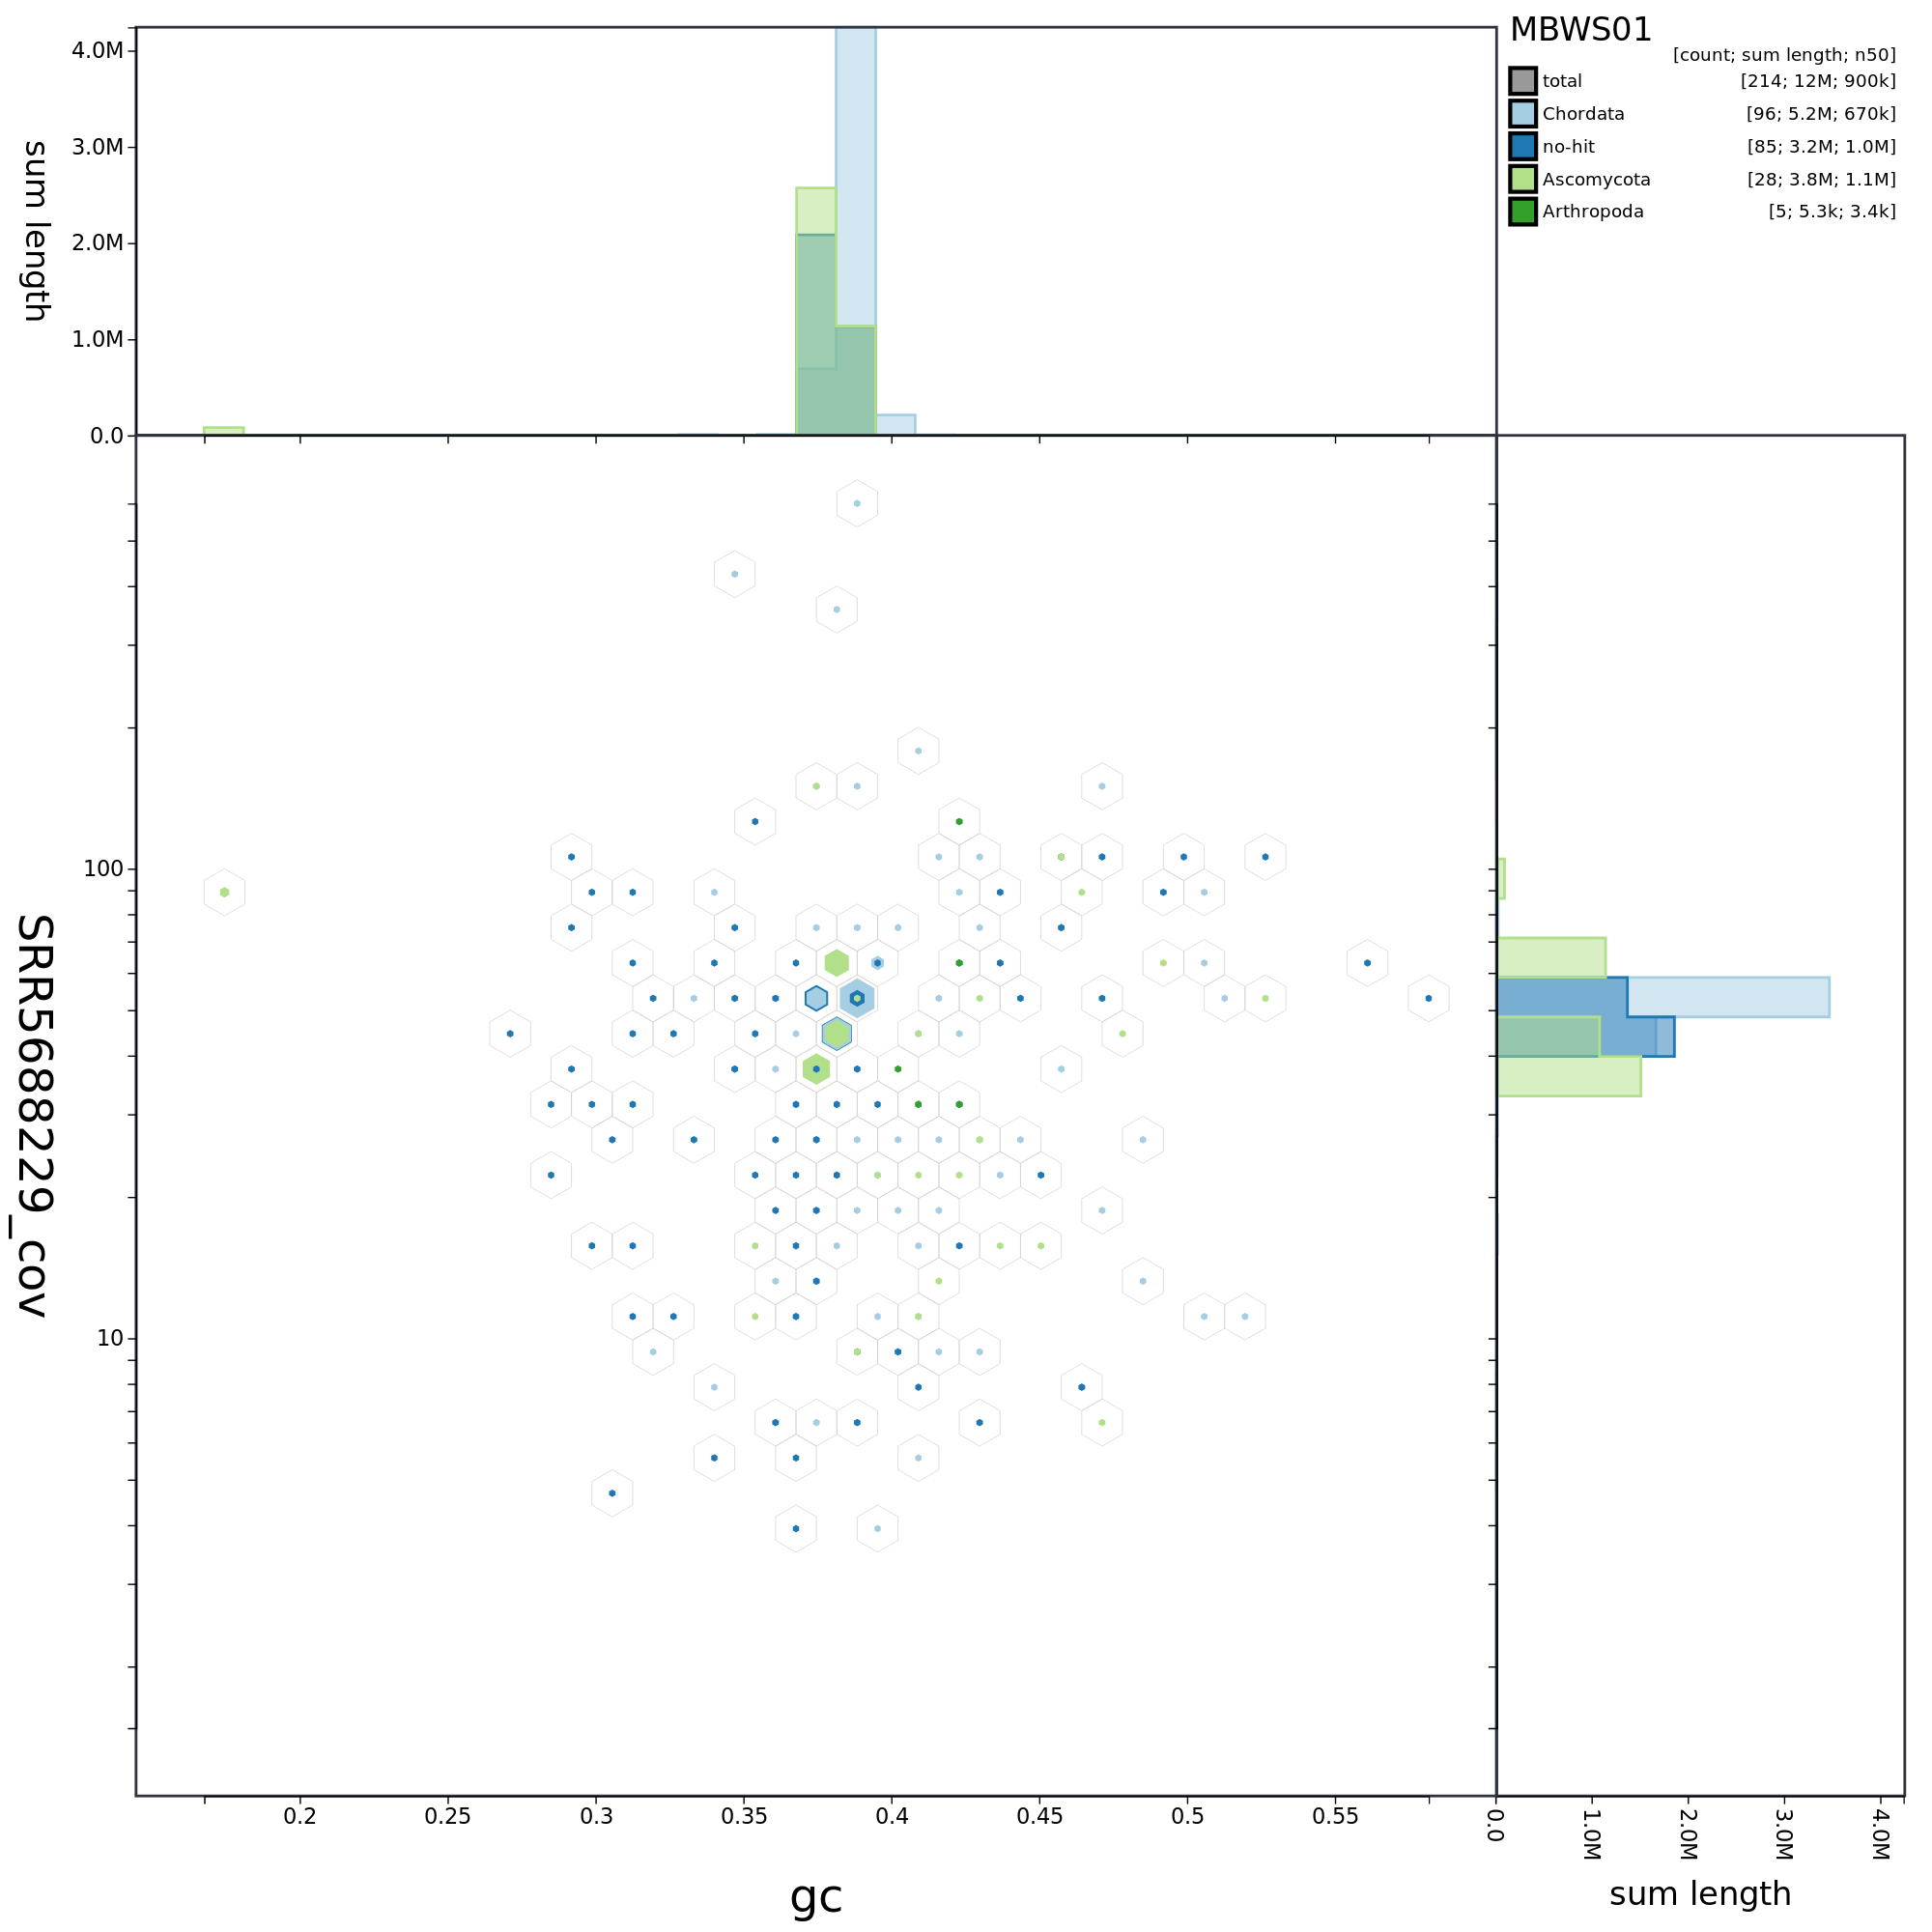 MBWS01
[count; sum length; n50]
total [214; 12M; 900k]
Chordata [96; 5.2M; 670k]
no-hit [85; 3.2M; 1.0M]
Ascomycota [28; 3.8M; 1.1M]
Arthropoda [5; 5.3k; 3.4k]
sum length
4.0M
3.0M
2.0M
1.0M
0.0
SRR5688229_cov
100
10
0.2 0.25 0.3 0.35 0.4 0.45 0.5 0.55
gc
0.0 1.0M 2.0M 3.0M 4.0M
sum length